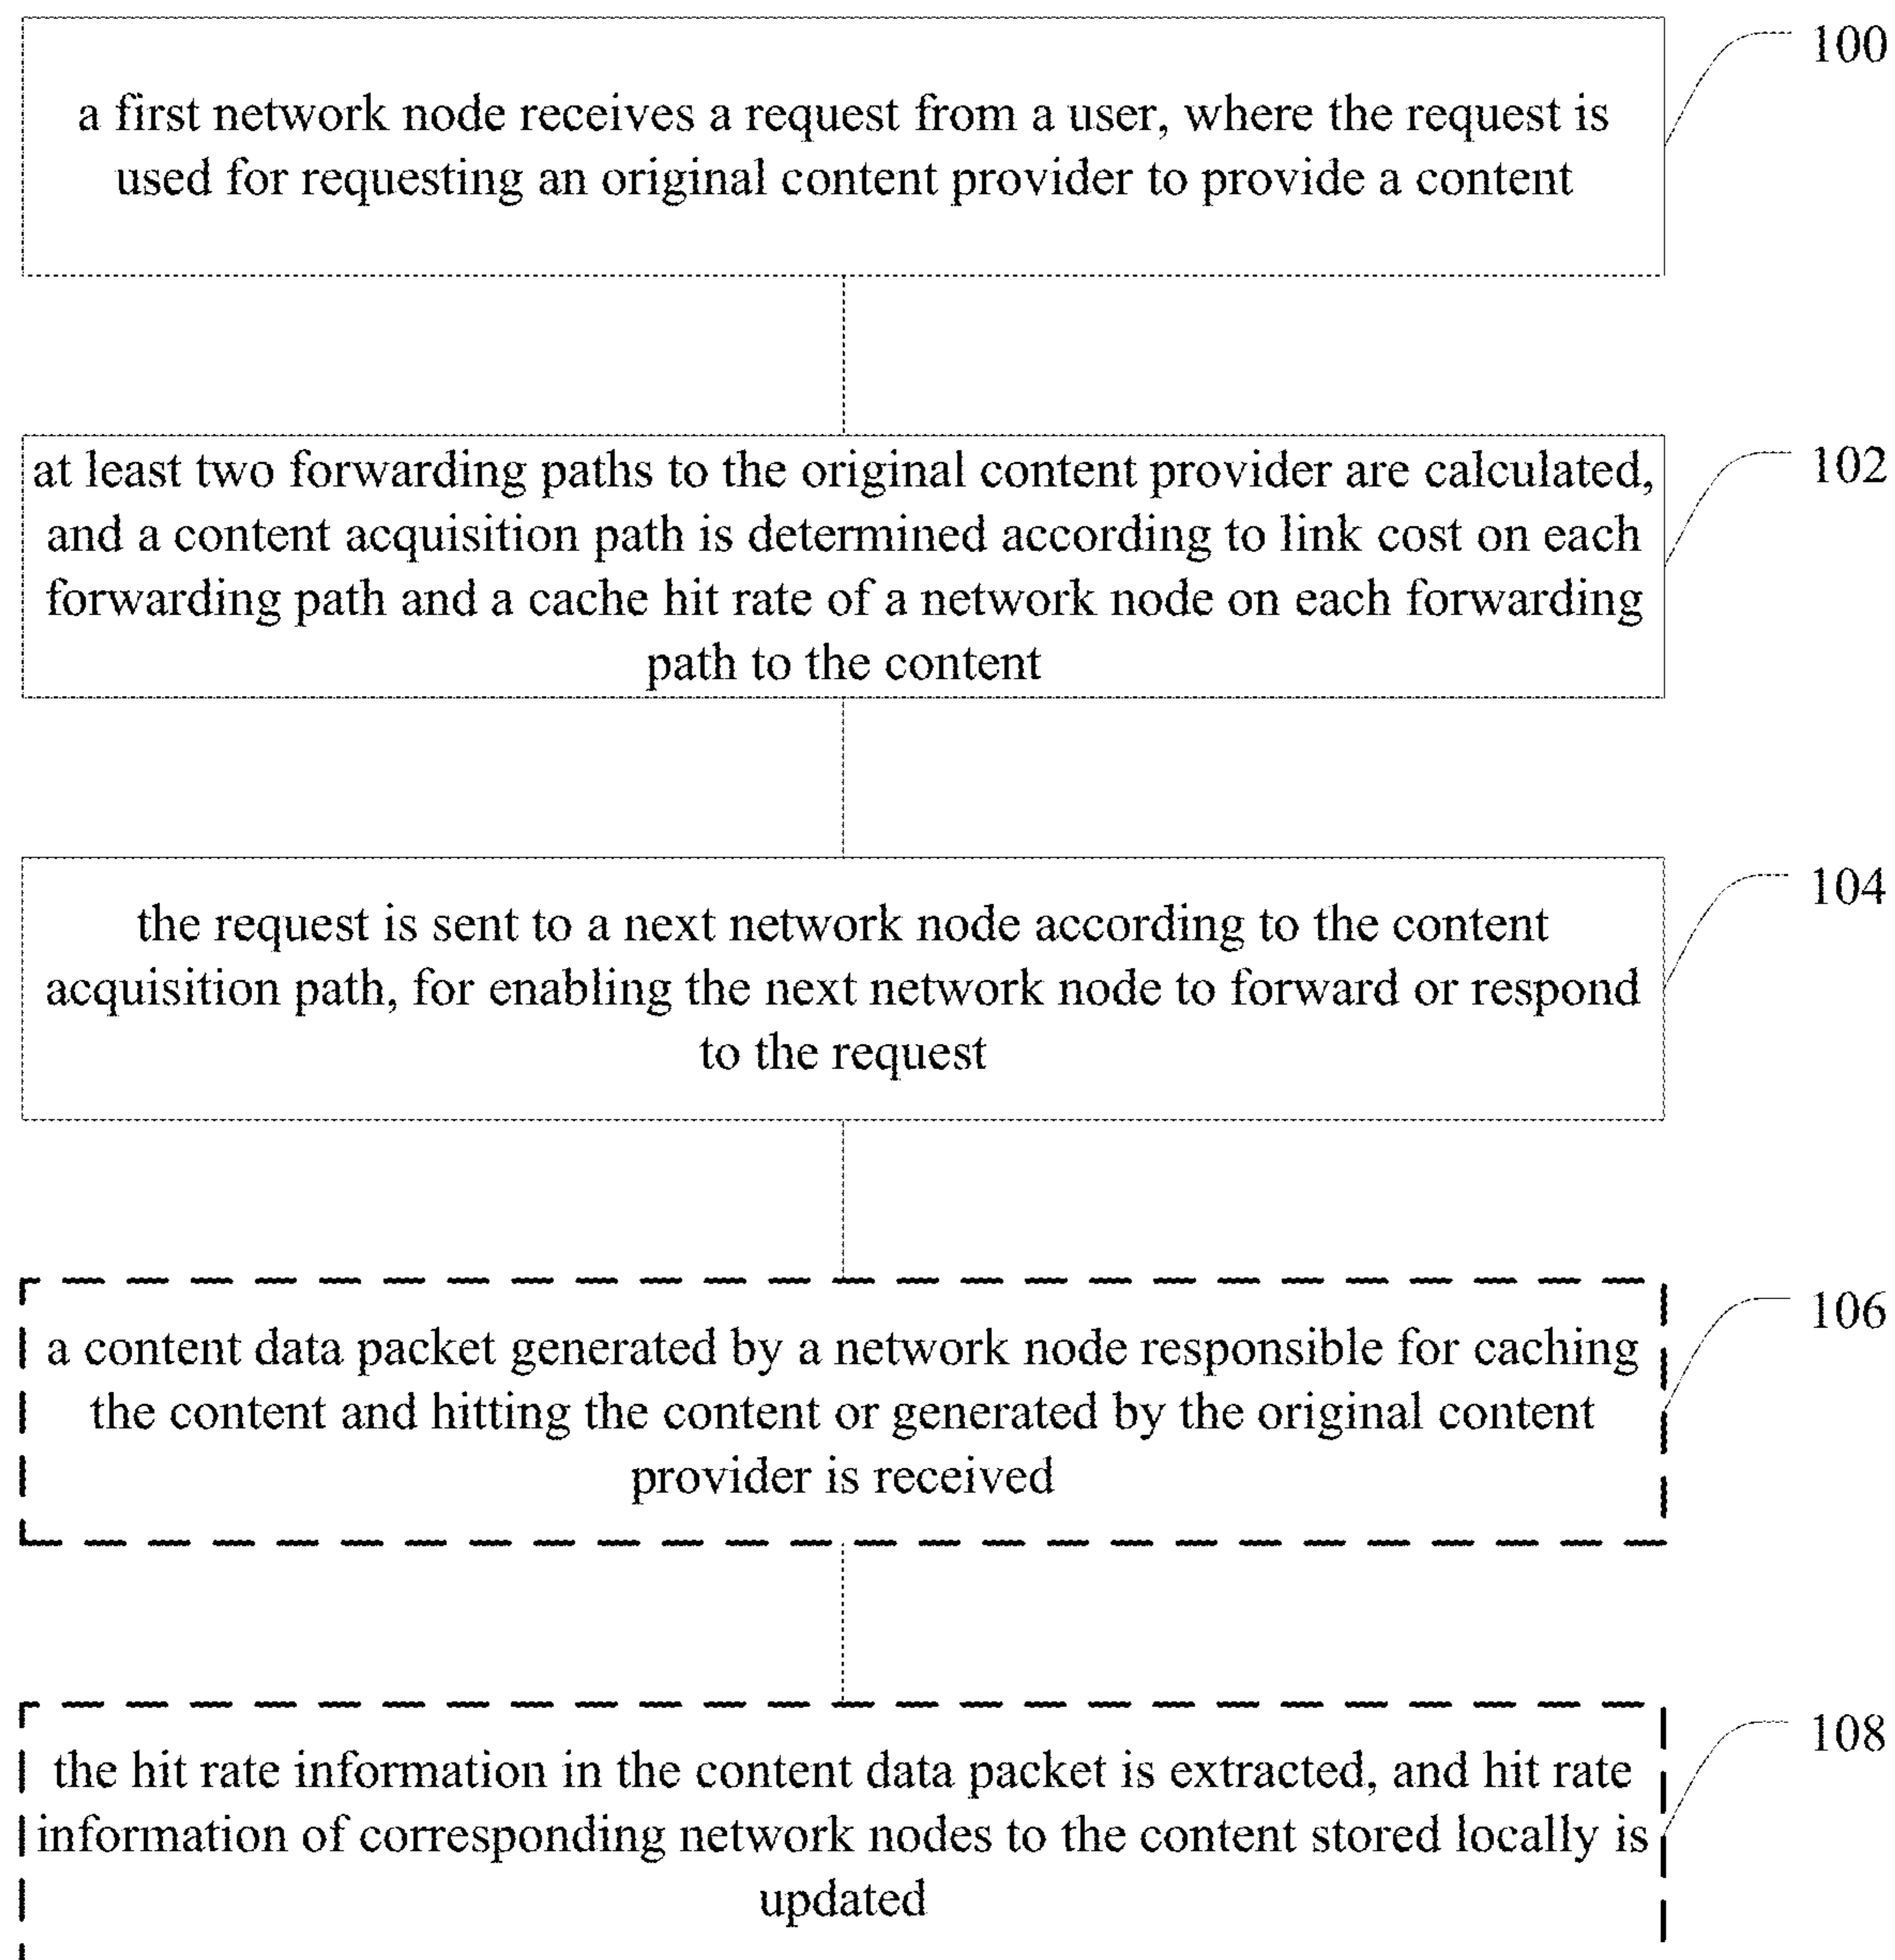 a first network node receives a request from a user, where the request is
used for requesting an original content provider to provide a content
100
at least two forwarding paths to the original content provider are calculated,
and a content acquisition path is determined according to link cost on each
forwarding path and a cache hit rate of a network node on each forwarding
path to the content
102
the request is sent to a next network node according to the content
acquisition path, for enabling the next network node to forward or respond
to the request
104
a content data packet generated by a network node responsible for caching
the content and hitting the content or generated by the original content
provider is received
106
the hit rate information in the content data packet is extracted, and hit rate
information of corresponding network nodes to the content stored locally is
updated
108